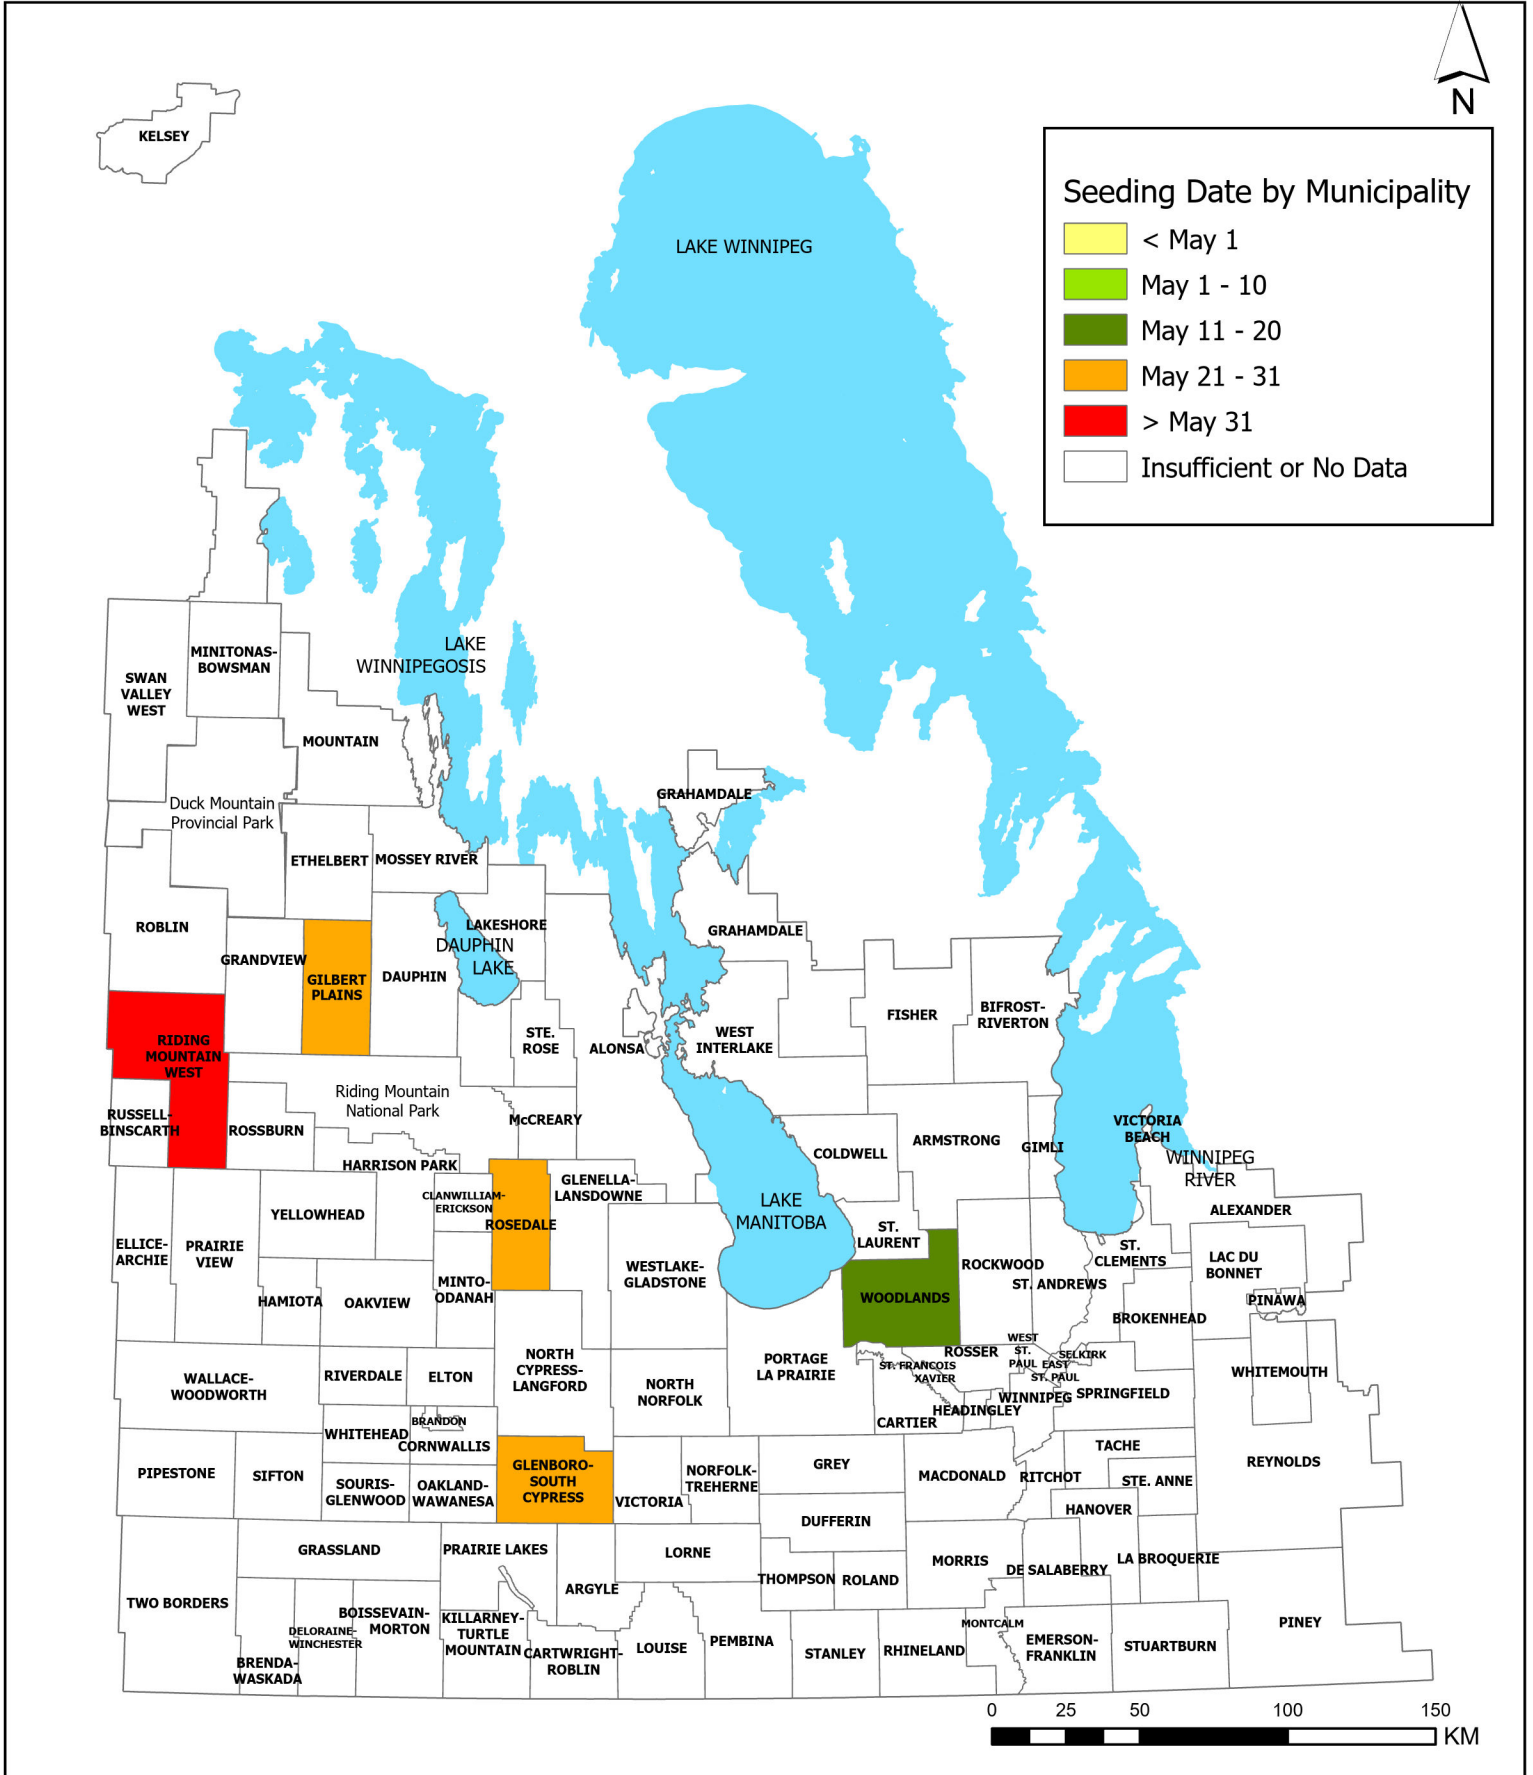 N
KELSEY
Seeding Date by Municipality
< May 1
May 1 - 10
May 11 - 20
May 21 - 31
> May 31
Insufficient or No Data
LAKE WINNIPEG
LAKE
WINNIPEGOSIS
MINITONAS-
BOWSMAN
SWAN
VALLEY
WEST
MOUNTAIN
Duck Mountain
Provincial Park
GRAHAMDALE
ETHELBERT
MOSSEY RIVER
ROBLIN
LAKESHORE
GRAHAMDALE
DAUPHIN
LAKE
GRANDVIEW
GILBERT
PLAINS
DAUPHIN
FISHER
BIFROST-
RIVERTON
RIDING
MOUNTAIN
WEST
STE.
ROSE
ALONSA
WEST
INTERLAKE
Riding Mountain
National Park
RUSSELL-
BINSCARTH
ROSSBURN
McCREARY
VICTORIA
BEACH
ARMSTRONG
GIMLI
COLDWELL
WINNIPEG
RIVER
HARRISON PARK
GLENELLA-
LANSDOWNE
CLANWILLIAM-
ERICKSON
ROSEDALE
LAKE
MANITOBA
YELLOWHEAD
ALEXANDER
ST.
LAURENT
ELLICE-
ARCHIE
PRAIRIE
VIEW
ST.
CLEMENTS
LAC DU
BONNET
ROCKWOOD
WESTLAKE-
GLADSTONE
ST. ANDREWS
MINTO-
ODANAH
HAMIOTA
OAKVIEW
WOODLANDS
PINAWA
BROKENHEAD
WEST
ST.
PAUL
ROSSER
SELKIRK
EAST
ST. PAUL
ST. FRANCOIS
XAVIER
NORTH
CYPRESS-
LANGFORD
PORTAGE
LA PRAIRIE
WHITEMOUTH
WALLACE-
WOODWORTH
RIVERDALE
ELTON
NORTH
NORFOLK
WINNIPEG
SPRINGFIELD
HEADINGLEY
CARTIER
BRANDON
WHITEHEAD
CORNWALLIS
TACHE
PIPESTONE
SIFTON
SOURIS-
GLENWOOD
OAKLAND-
WAWANESA
GLENBORO-
SOUTH
CYPRESS
VICTORIA
NORFOLK-
TREHERNE
GREY
MACDONALD
RITCHOT
STE. ANNE
REYNOLDS
HANOVER
DUFFERIN
GRASSLAND
PRAIRIE LAKES
LORNE
MORRIS
DE SALABERRY
LA BROQUERIE
THOMPSON
ROLAND
ARGYLE
TWO BORDERS
BOISSEVAIN-
MORTON
DELORAINE-
WINCHESTER
KILLARNEY-
TURTLE
MOUNTAIN
CARTWRIGHT-
ROBLIN
LOUISE
PEMBINA
STANLEY
RHINELAND
MONTCALM
EMERSON-
FRANKLIN
STUARTBURN
PINEY
BRENDA-
WASKADA
0 25 50 100 150
KM